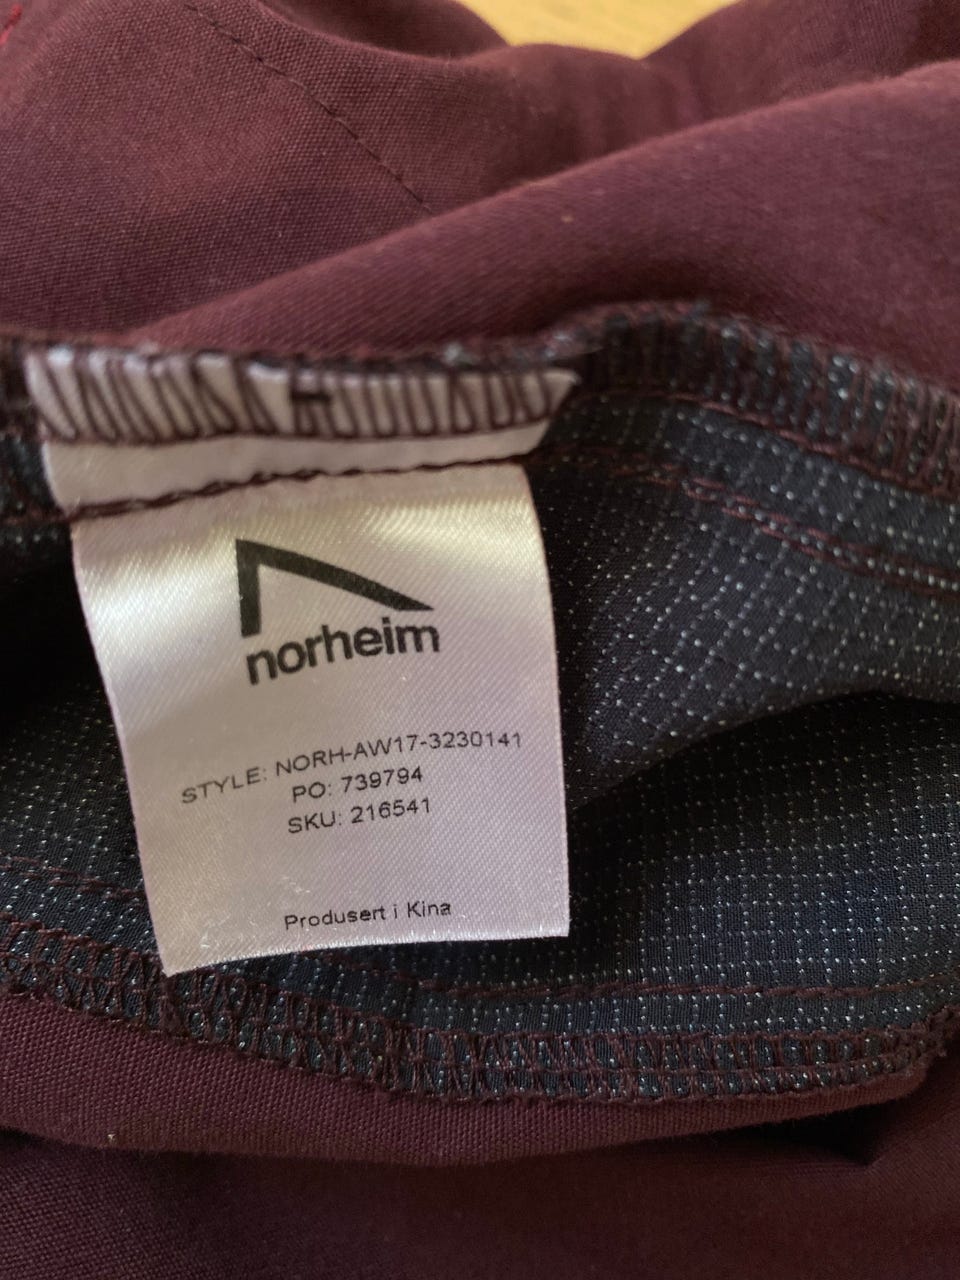 norheim
STYLE: NORH-AW17-3230141
PO: 739794
SKU: 216541
Produsert i Kina